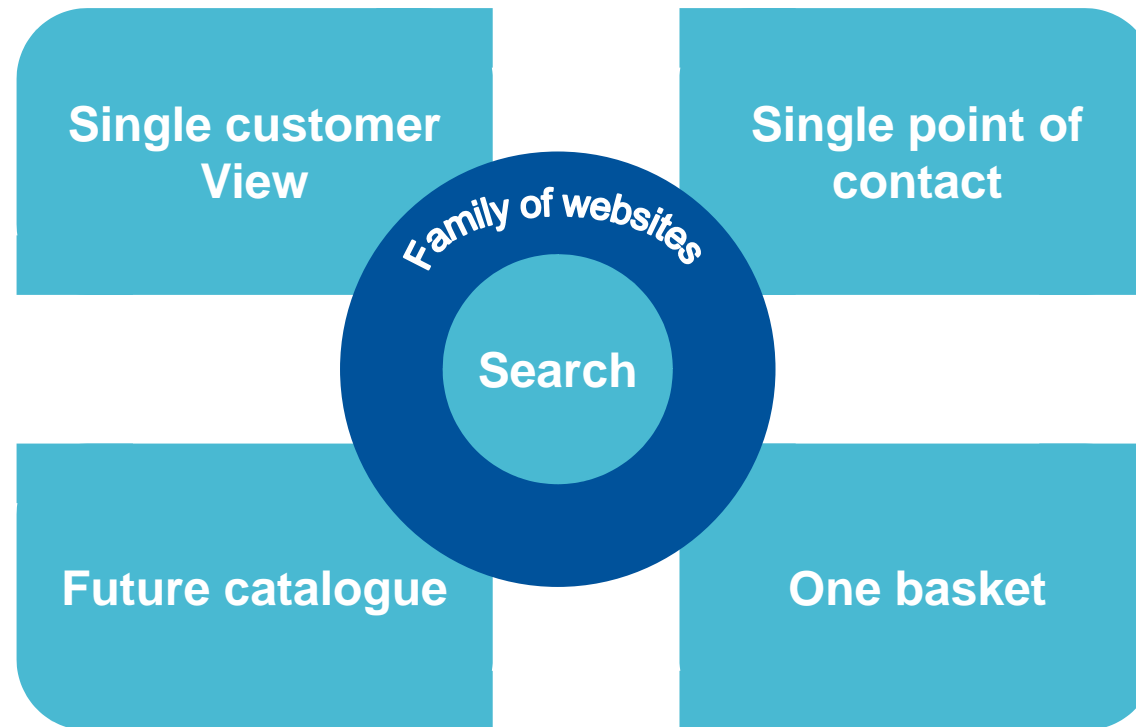 Single customer
View
Single point of
contact
Family of websites
Search
Future catalogue
One basket